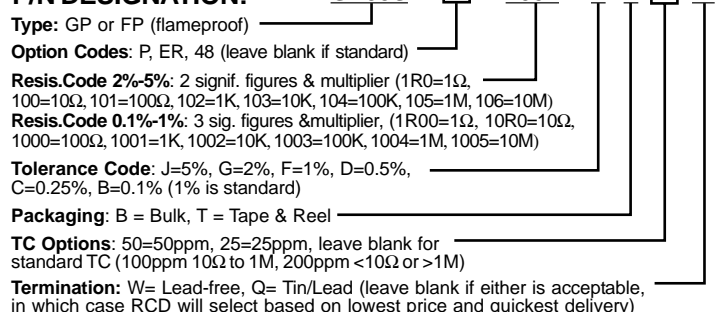 P/N DESIGNATION:
Type: GP or FP (flameproof)
Option Codes: P, ER, 48 (leave blank if standard)
Resis.Code 2%-5%: 2 signif. figures & multiplier (1R0=1Ω,
100=10Ω, 101=100Ω, 102=1K, 103=10K, 104=100K, 105=1M, 106=10M)
Resis.Code 0.1%-1%: 3 sig. figures &multiplier, (1R00=1Ω, 10R0=10Ω,
1000=100Ω, 1001=1K, 1002=10K, 1003=100K, 1004=1M, 1005=10M)
Tolerance Code: J=5%, G=2%, F=1%, D=0.5%,
C=0.25%, B=0.1% (1% is standard)
Packaging: B = Bulk, T = Tape & Reel
TC Options: 50=50ppm, 25=25ppm, leave blank for
standard TC (100ppm 10Ω to 1M, 200ppm <10Ω or >1M)
Termination: W= Lead-free, Q= Tin/Lead (leave blank if either is acceptable,
in which case RCD will select based on lowest price and quickest delivery)